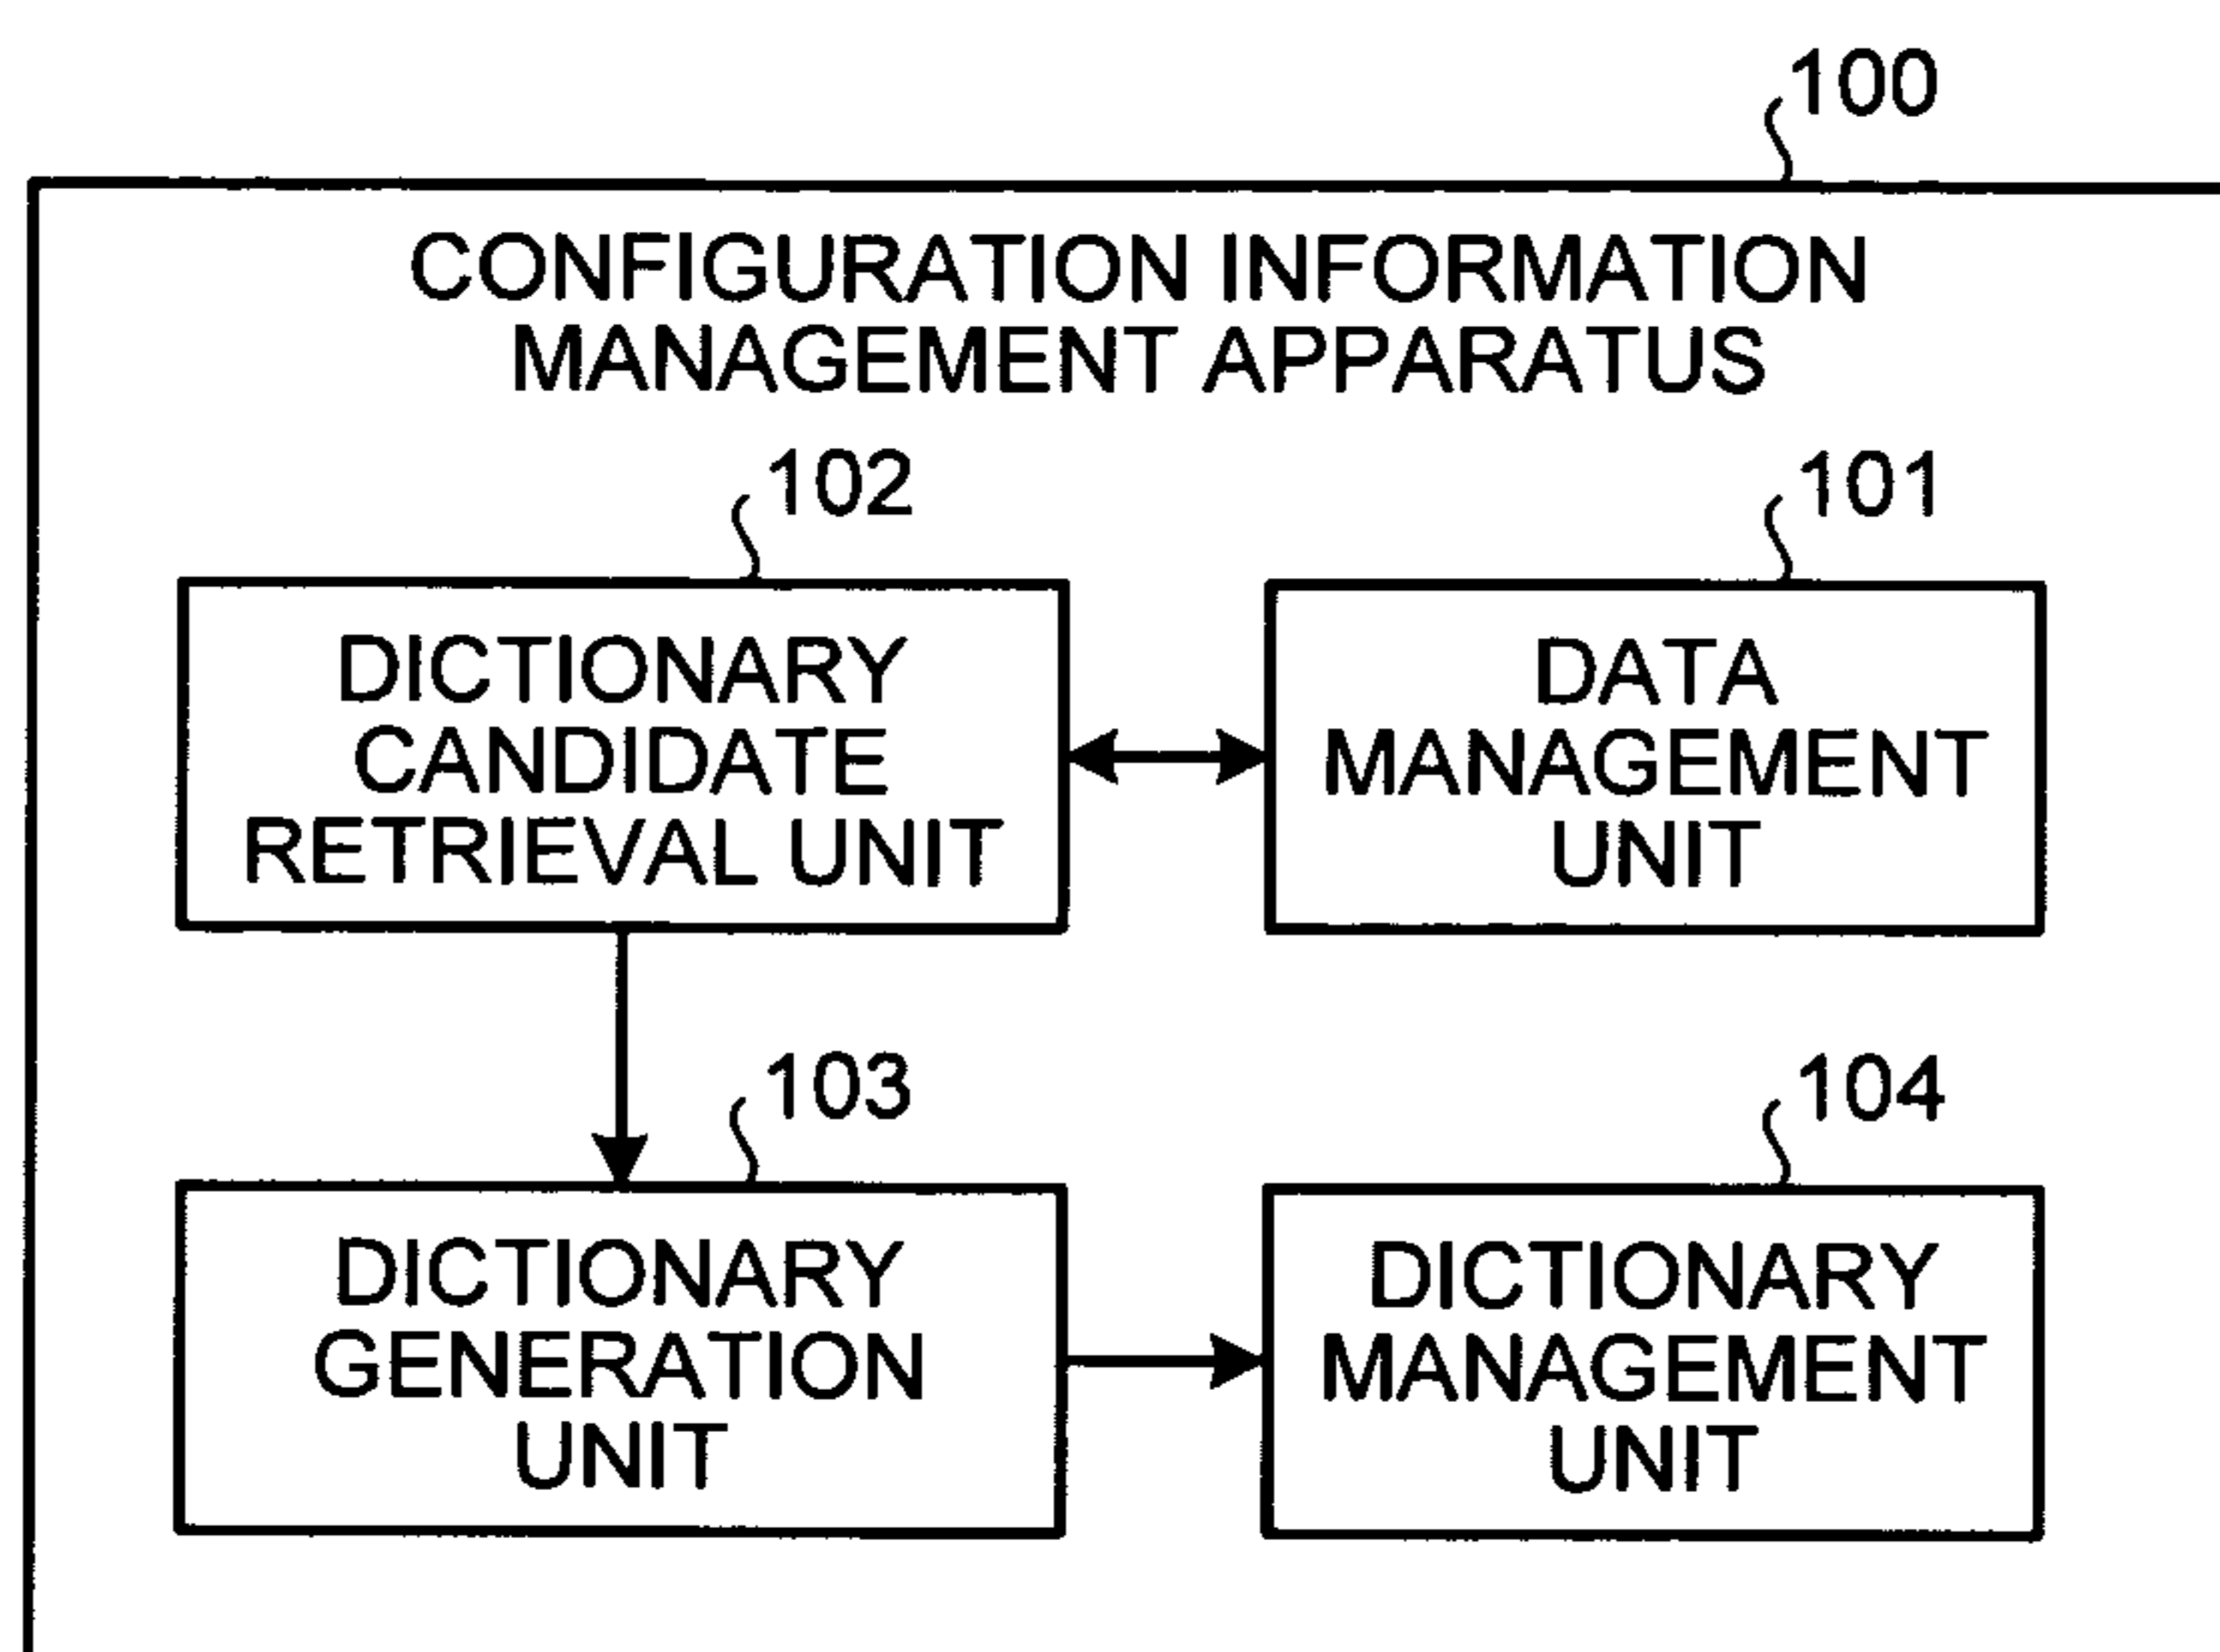 100
CONFIGURATION INFORMATION
MANAGEMENT APPARATUS
102
DICTIONARY
CANDIDATE
RETRIEVAL UNIT
101
DATA
MANAGEMENT
UNIT
103
DICTIONARY
GENERATION
UNIT
104
DICTIONARY
MANAGEMENT
UNIT